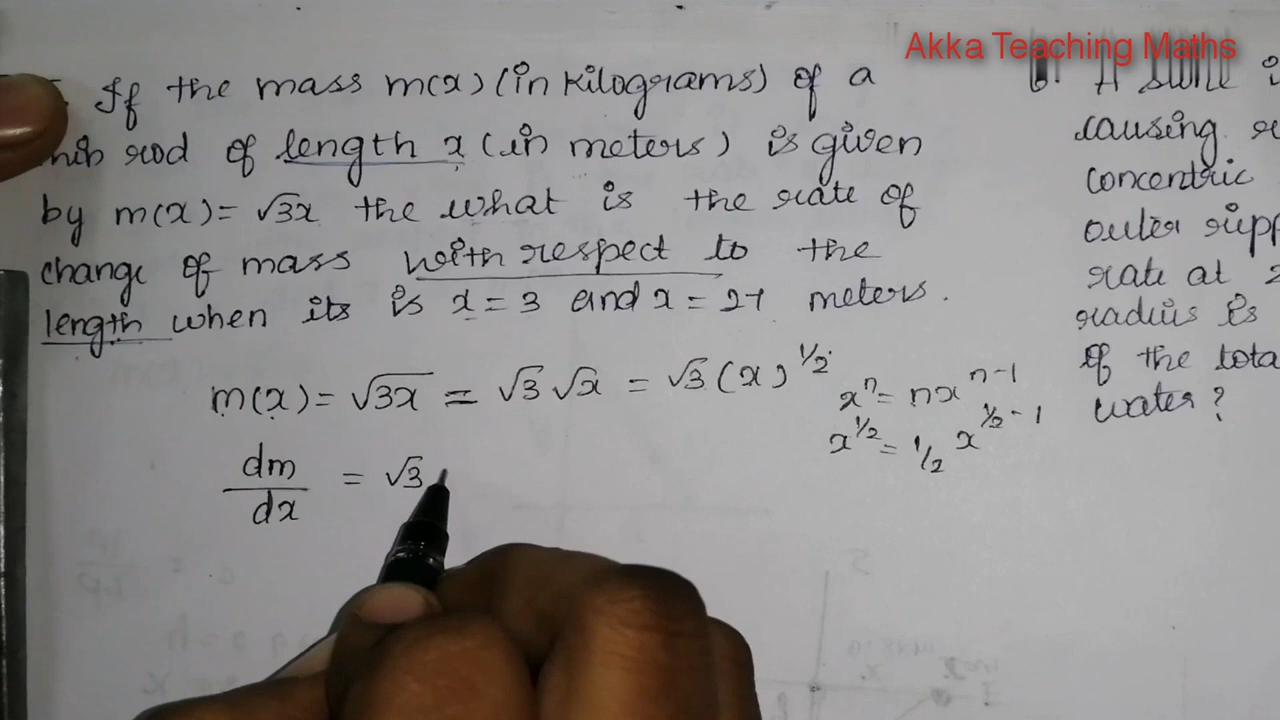 Akka Teaching Maths
If the mass m(x) (in kilograms) of a
rod of length x (in meters) is given
by m(x) = √3x the what is the rate of
change of mass with respect to the
length when its is x = 3 and x = 27 meters.
m(x) = √3x = √3 √x = √3 (x)^1/2
x^n = nx^n-1
x^1/2 = 1/2 x^1/2-1
dm/dx = √3
6.
causing
concentric
outer
rate at 2
radius is
of the tota
water?